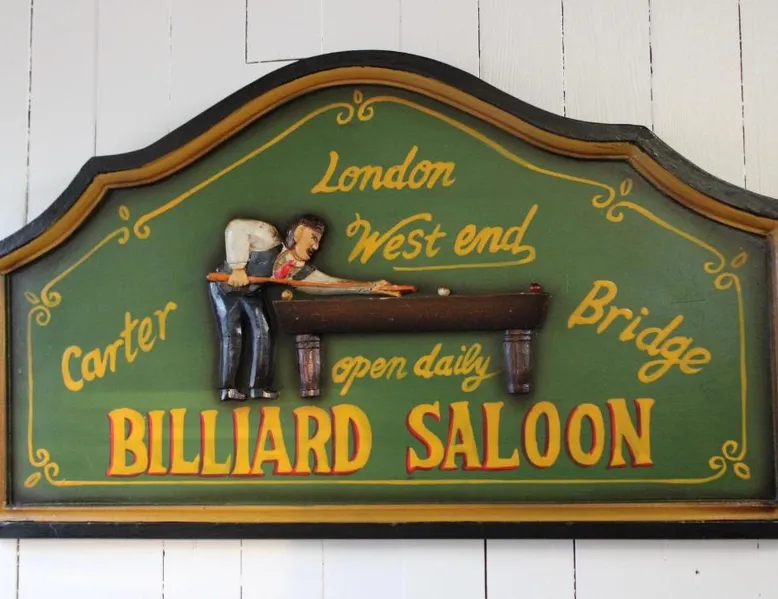 London
West end
Carter
Bridge
open daily
BILLIARD SALOON